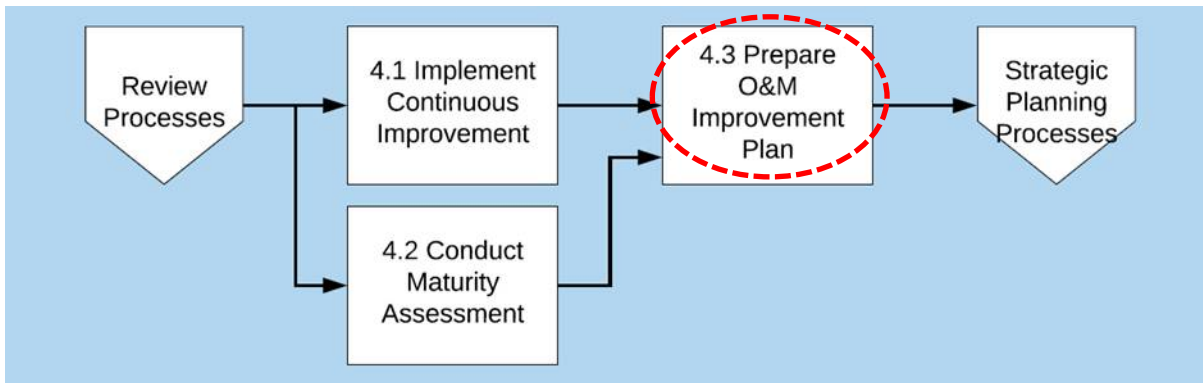 Review
Processes
4.1 Implement
Continuous
Improvement
4.3 Prepare
O&M
Improvement
Plan
Strategic
Planning
Processes
4.2 Conduct
Maturity
Assessment